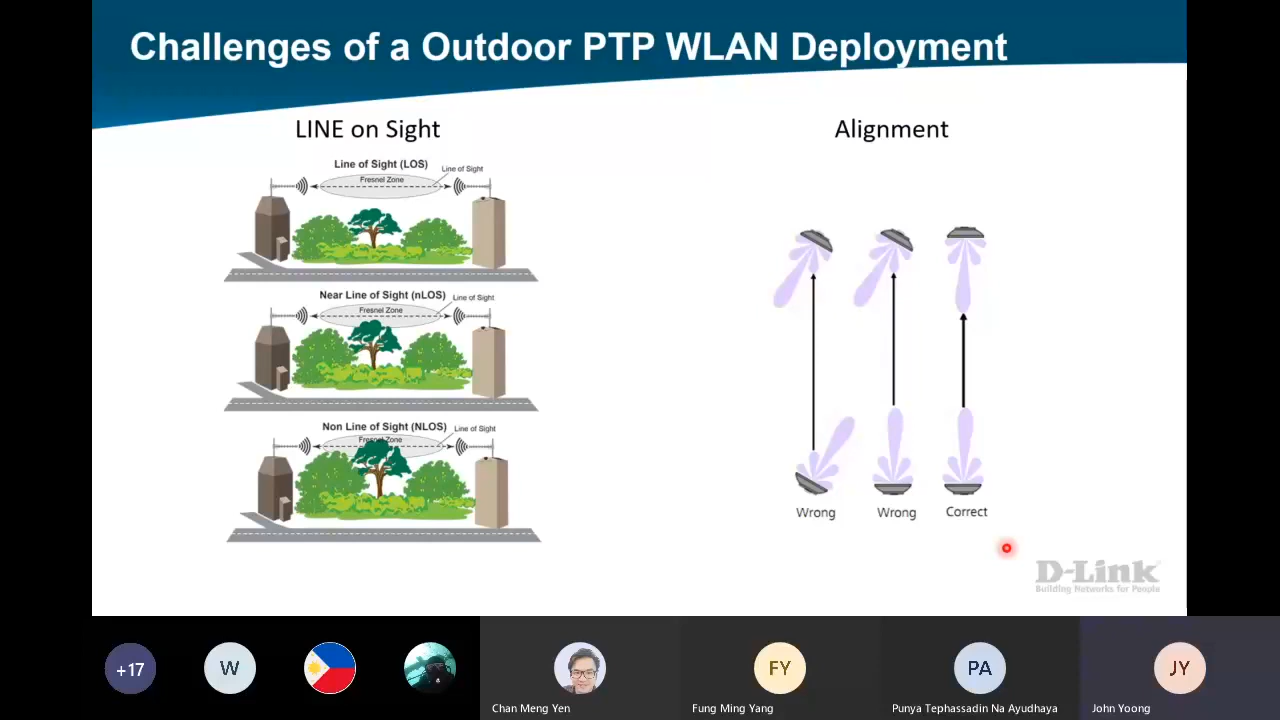 Challenges of a Outdoor PTP WLAN Deployment
LINE on Sight
Line of Sight (LOS)
Line of Sight
Fresnel Zone
Near Line of Sight (nLOS)
Line of Sight
Fresnel Zone
Non Line of Sight (NLOS)
Line of Sight
Fresnel Zone
Alignment
Wrong
Wrong
Correct
D-Link
Building Networks for People
+17
W
FY
PA
JY
Chan Meng Yen
Fung Ming Yang
Punya Tephassadin Na Ayudhaya
John Yoong